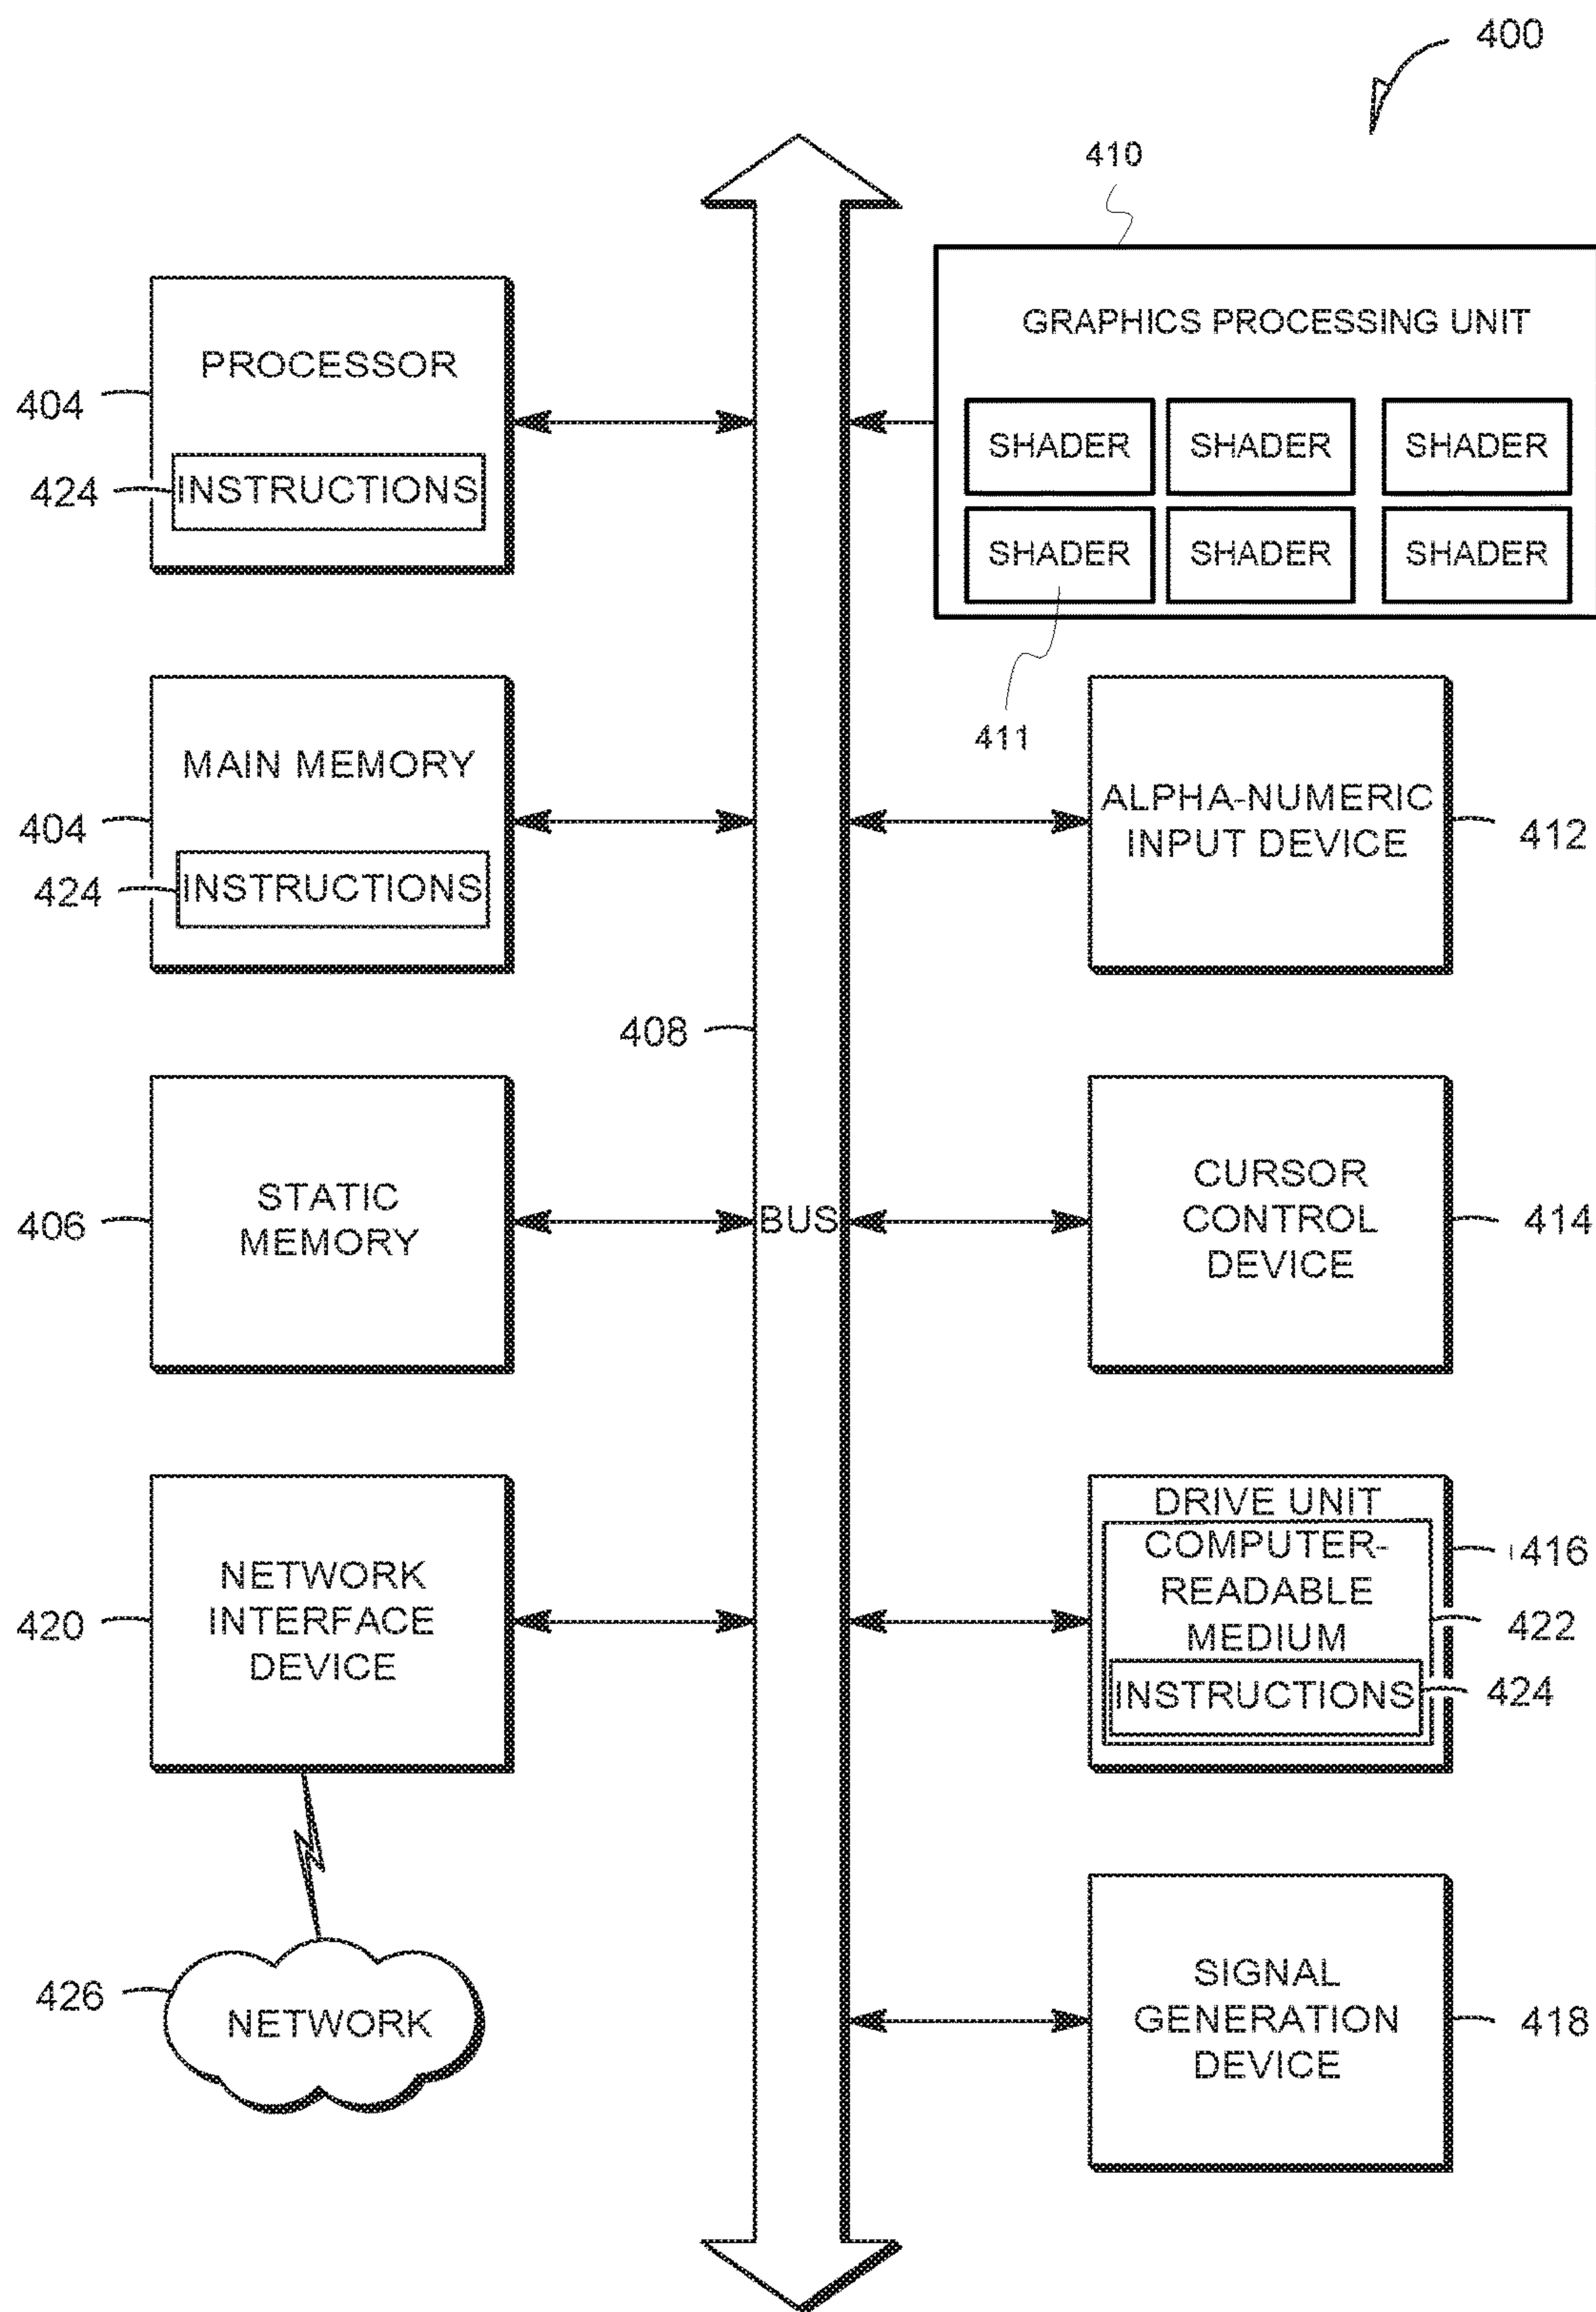 400
410
GRAPHICS PROCESSING UNIT
SHADER SHADER SHADER
SHADER SHADER SHADER
411
PROCESSOR
404
424 INSTRUCTIONS
MAIN MEMORY
404
424 INSTRUCTIONS
ALPHA-NUMERIC
INPUT DEVICE
412
408
STATIC
MEMORY
406
BUS
CURSOR
CONTROL
DEVICE
414
NETWORK
INTERFACE
DEVICE
420
DRIVE UNIT
COMPUTER-
READABLE
MEDIUM
INSTRUCTIONS
416
422
424
426
NETWORK
SIGNAL
GENERATION
DEVICE
418